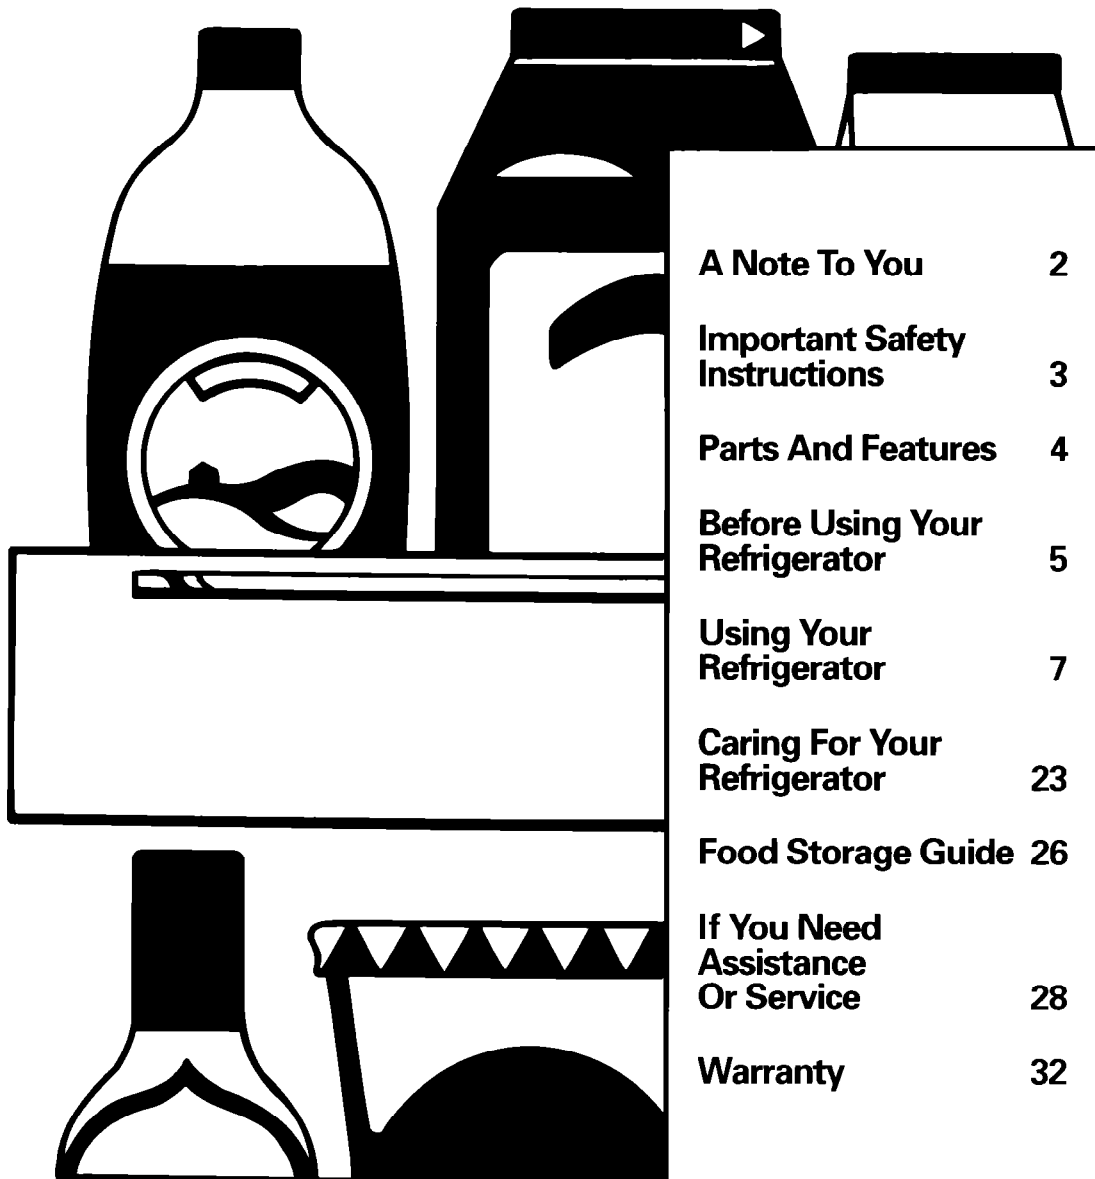 A Note To You 2
Important Safety
Instructions 3
Parts And Features 4
Before Using Your
Refrigerator 5
Using Your
Refrigerator 7
Caring For Your
Refrigerator 23
Food Storage Guide 26
If You Need
Assistance
Or Service 28
Warranty 32